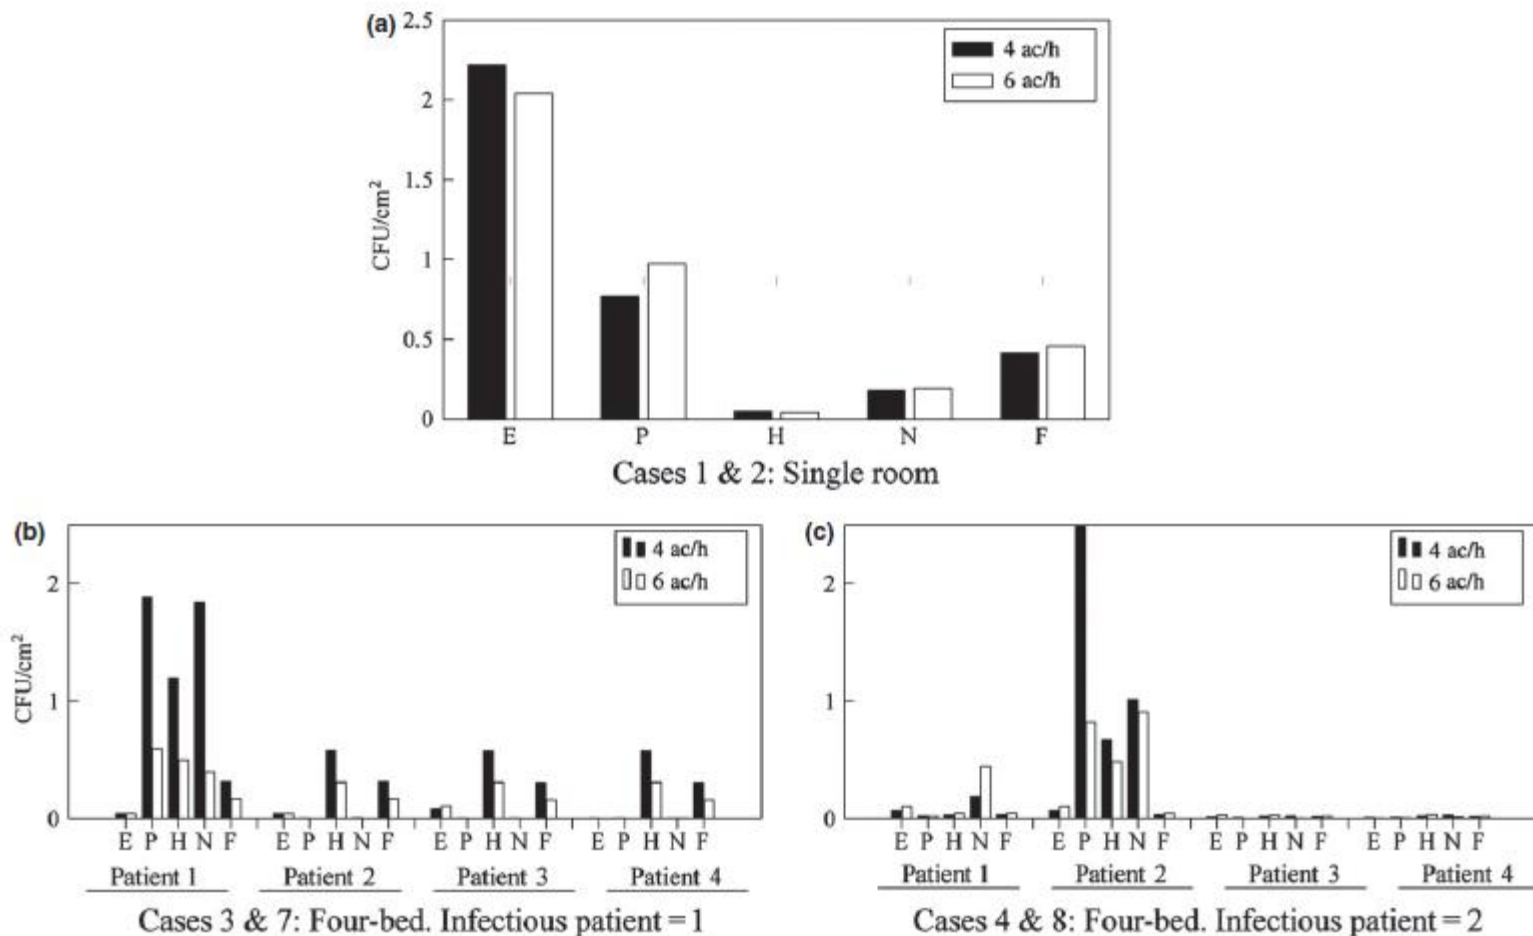 (a)
2.5
2
1.5
1
0.5
0
CFU/cm²
4 ac/h
6 ac/h
E P H N F
Cases 1 & 2: Single room
(b)
2
1
0
CFU/cm²
4 ac/h
6 ac/h
E P H N F E P H N F E P H N F E P H N F
Patient 1 Patient 2 Patient 3 Patient 4
Cases 3 & 7: Four-bed. Infectious patient = 1
(c)
2
1
0
4 ac/h
6 ac/h
E P H N F E P H N F E P H N F E P H N F
Patient 1 Patient 2 Patient 3 Patient 4
Cases 4 & 8: Four-bed. Infectious patient = 2